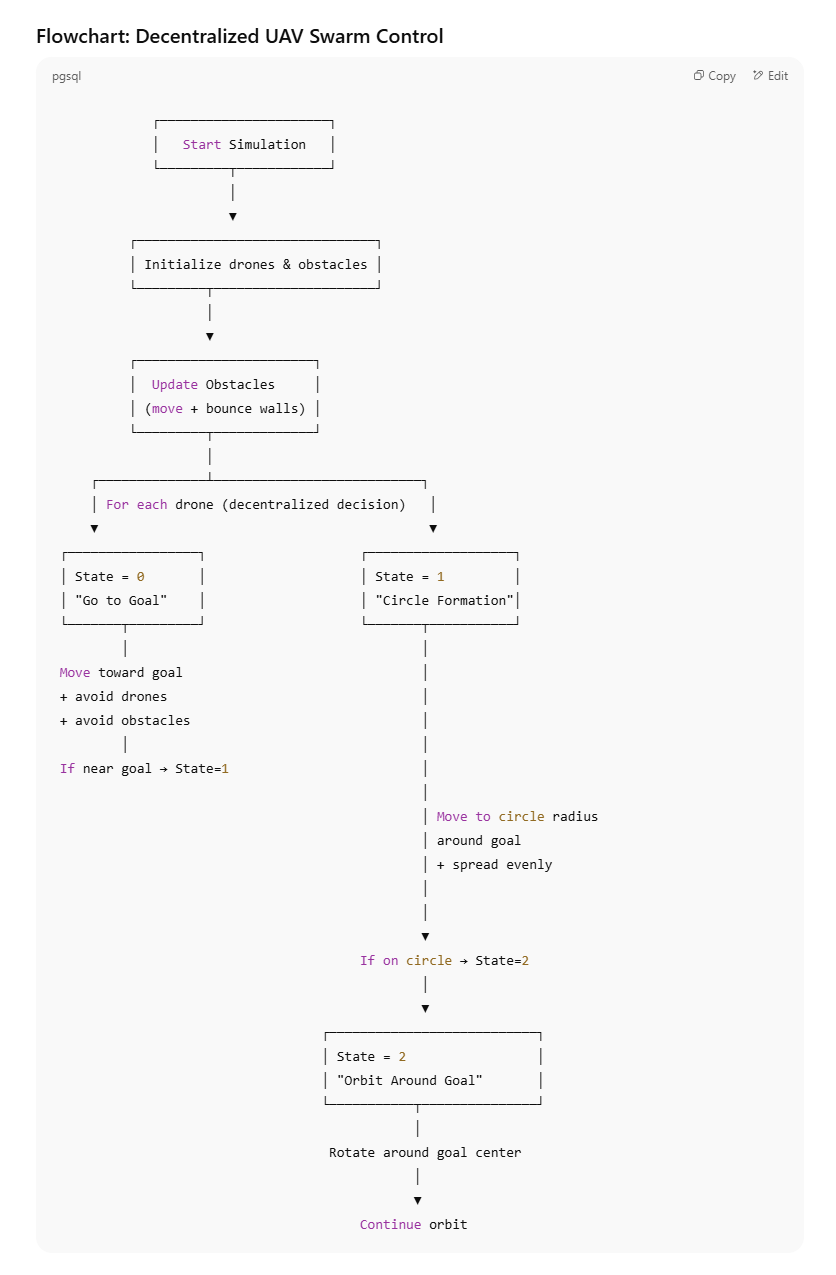 Flowchart: Decentralized UAV Swarm Control
pgsql
Copy
Edit
Start Simulation
Initialize drones & obstacles
Update Obstacles
(move + bounce walls)
For each drone (decentralized decision)
State = 0
"Go to Goal"
State = 1
"Circle Formation"
Move toward goal
+ avoid drones
+ avoid obstacles
If near goal → State=1
Move to circle radius
around goal
+ spread evenly
If on circle → State=2
State = 2
"Orbit Around Goal"
Rotate around goal center
Continue orbit